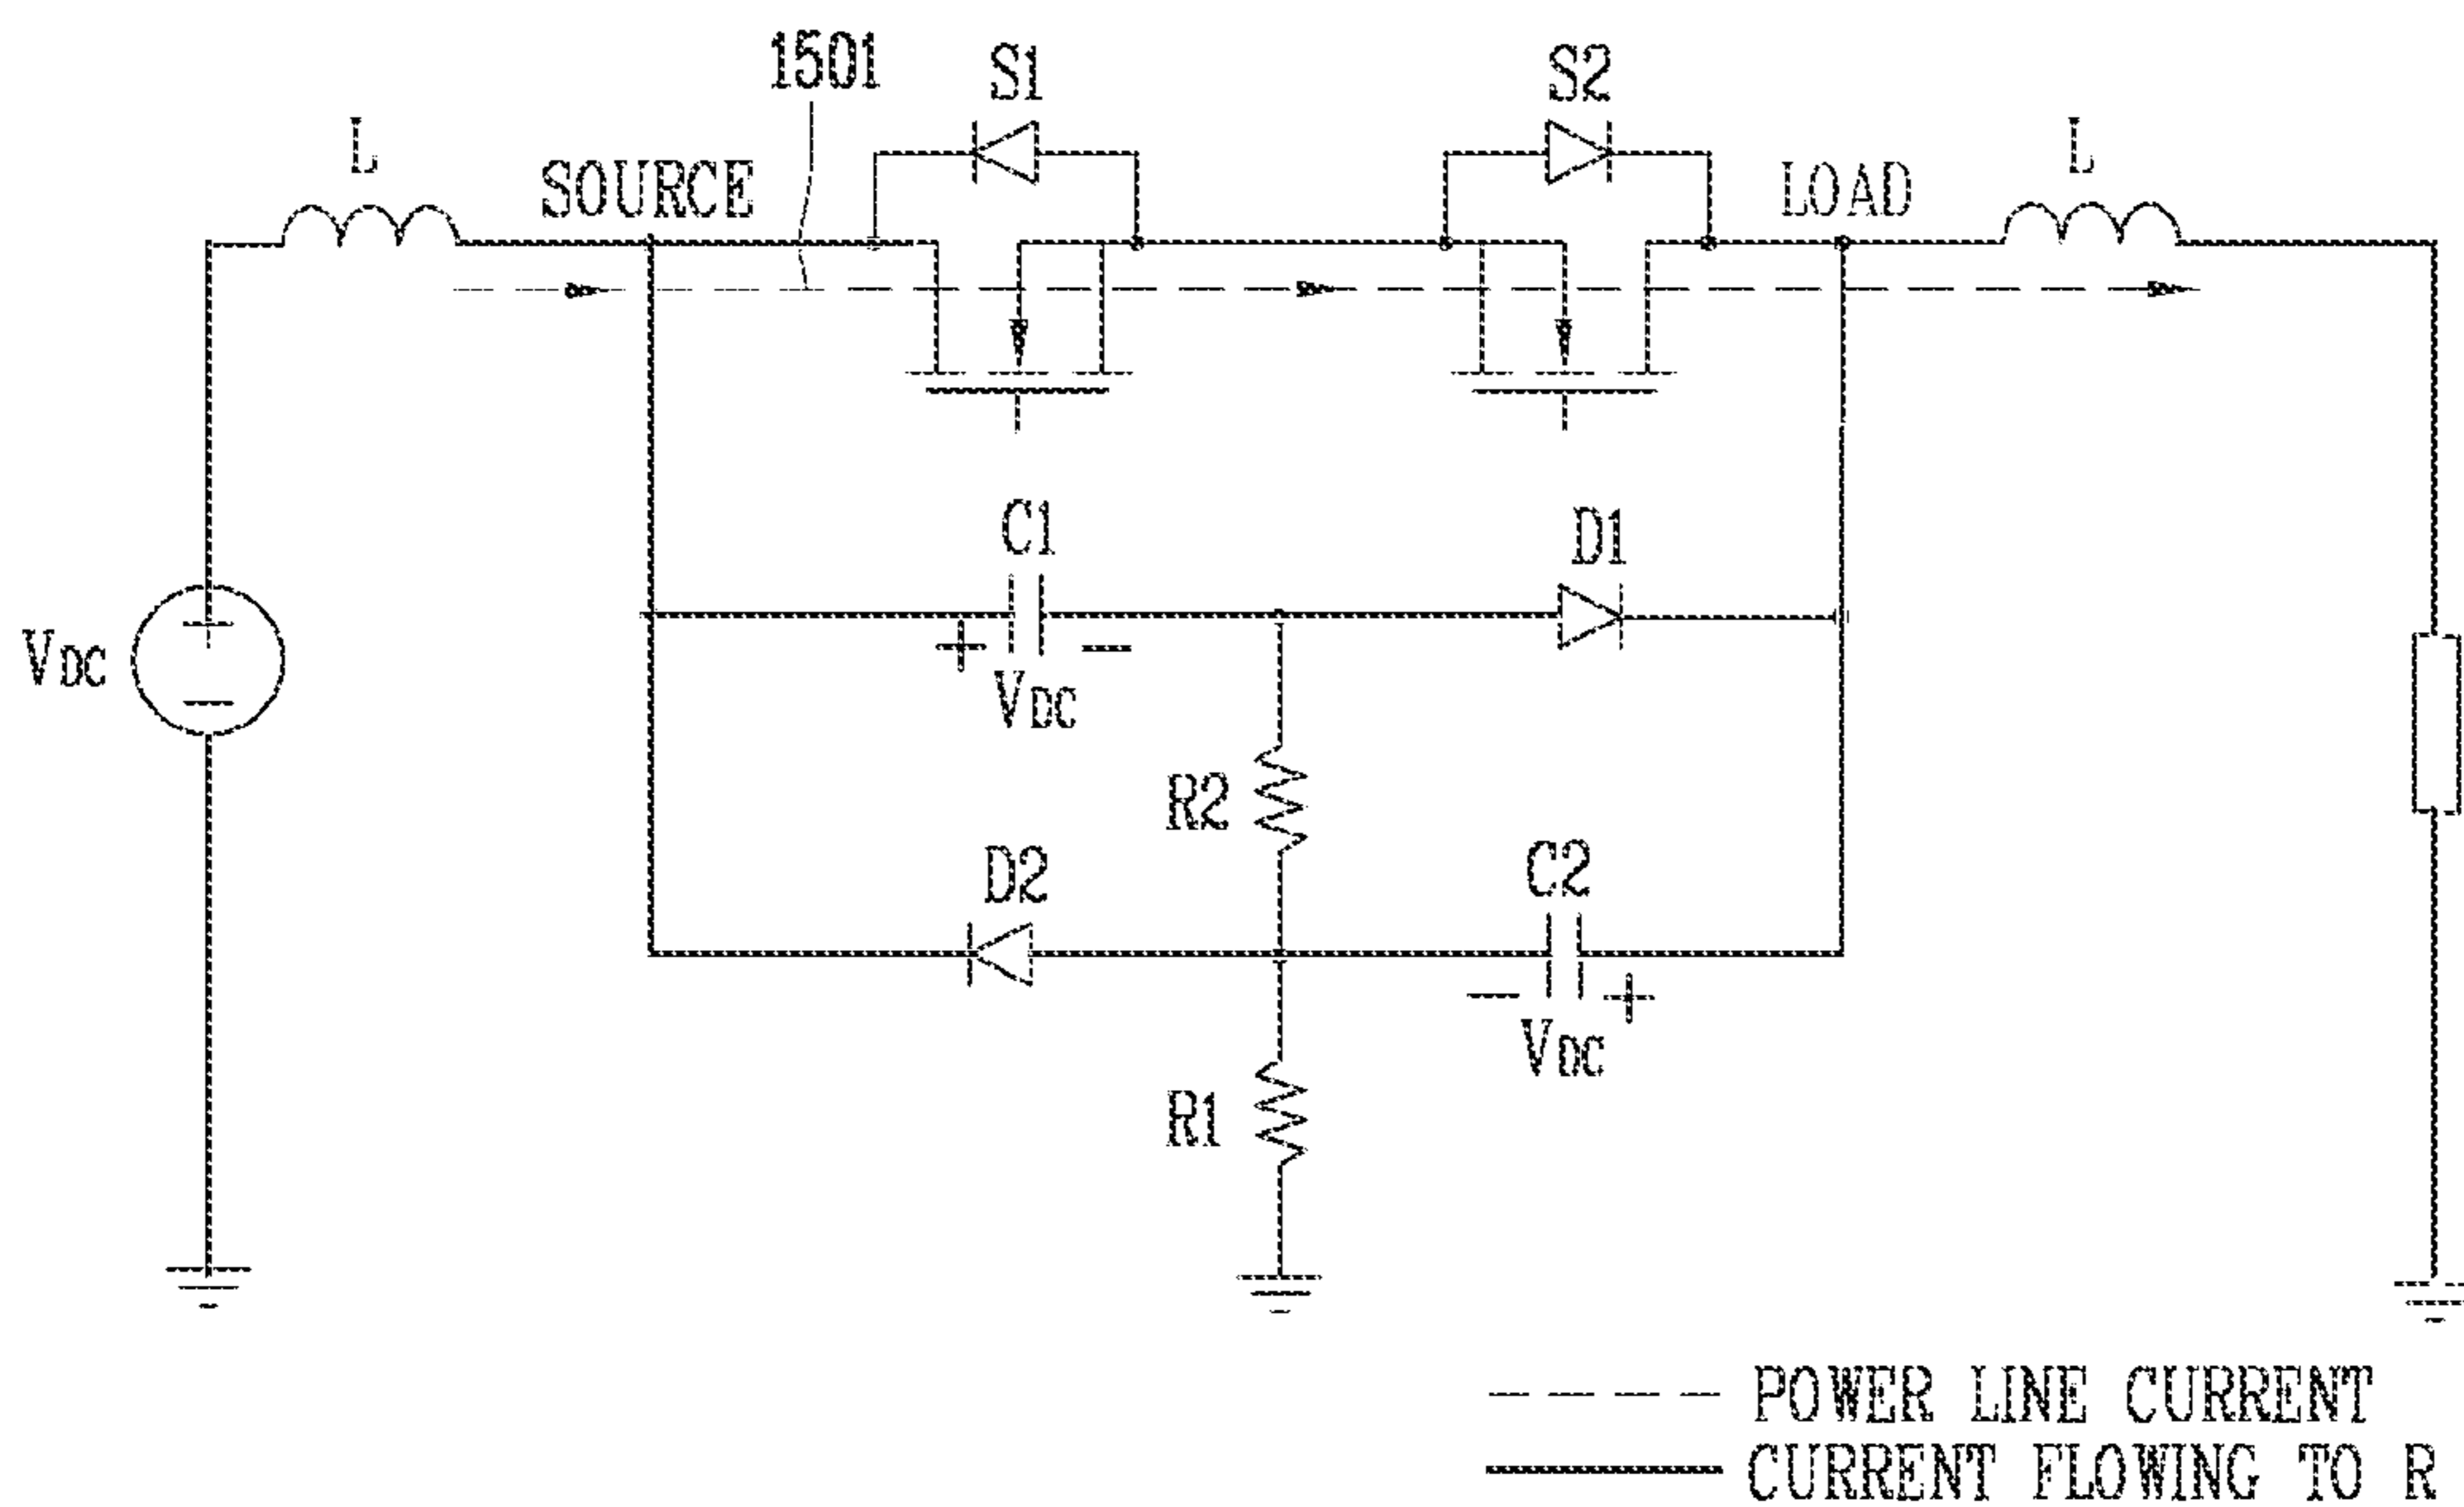 1501
S1
S2
L
SOURCE
LOAD
L
C1
D1
+
−
VDC
+
−
VDC
R2
D2
C2
−
+
VDC
R1
POWER LINE CURRENT
CURRENT FLOWING TO R